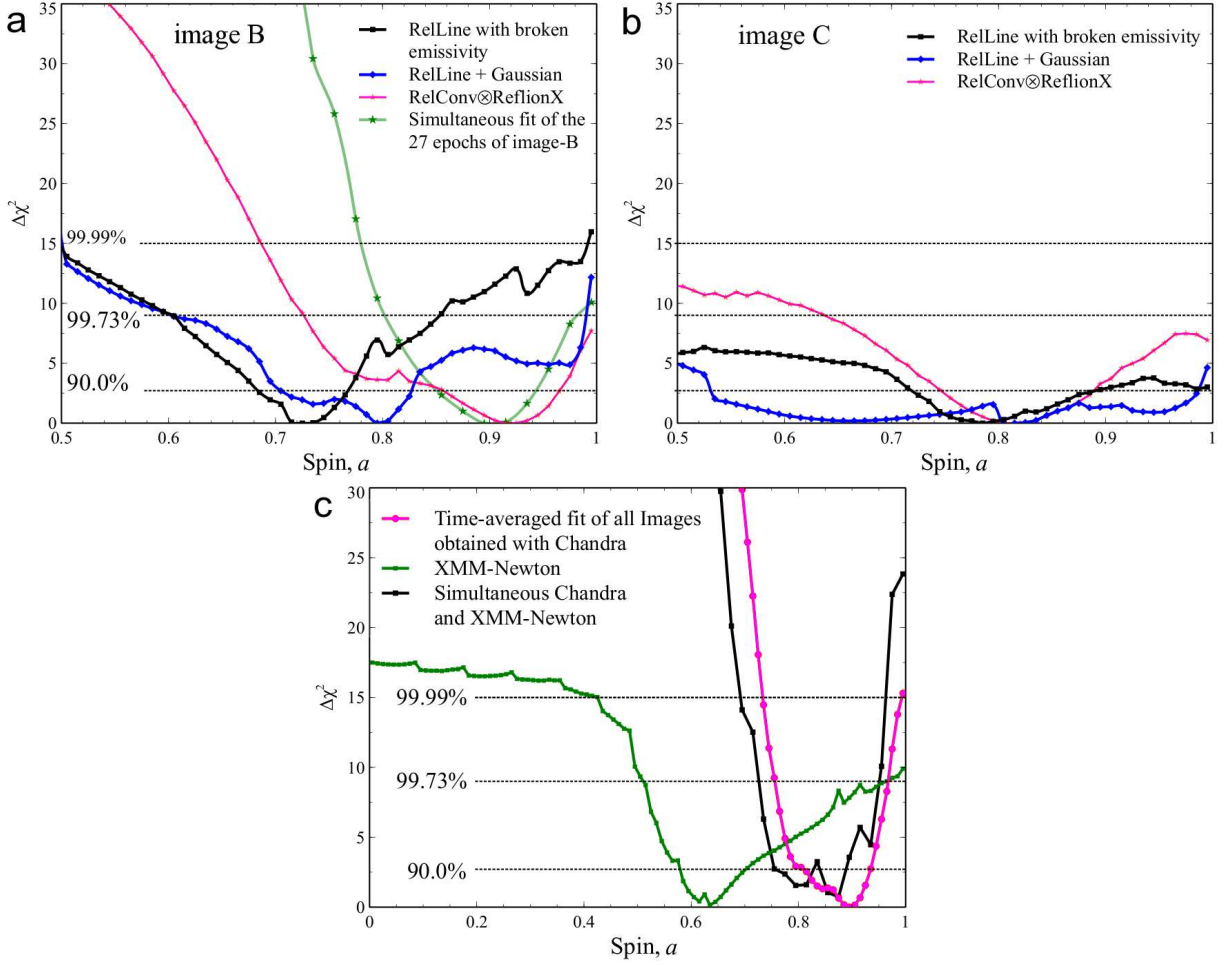 a
image B
RelLine with broken
emissivity
RelLine + Gaussian
RelConv⊗ReflionX
Simultaneous fit of the
27 epochs of image-B
35
30
25
20
15
10
5
0
Δχ²
99.99%
99.73%
90.0%
0.5
0.6
0.7
0.8
0.9
1
Spin, a
b
image C
RelLine with broken emissivity
RelLine + Gaussian
RelConv⊗ReflionX
35
30
25
20
15
10
5
0
Δχ²
0.5
0.6
0.7
0.8
0.9
1
Spin, a
c
Time-averaged fit of all Images
obtained with Chandra
XMM-Newton
Simultaneous Chandra
and XMM-Newton
30
25
20
15
10
5
0
Δχ²
99.99%
99.73%
90.0%
0
0.2
0.4
0.6
0.8
1
Spin, a